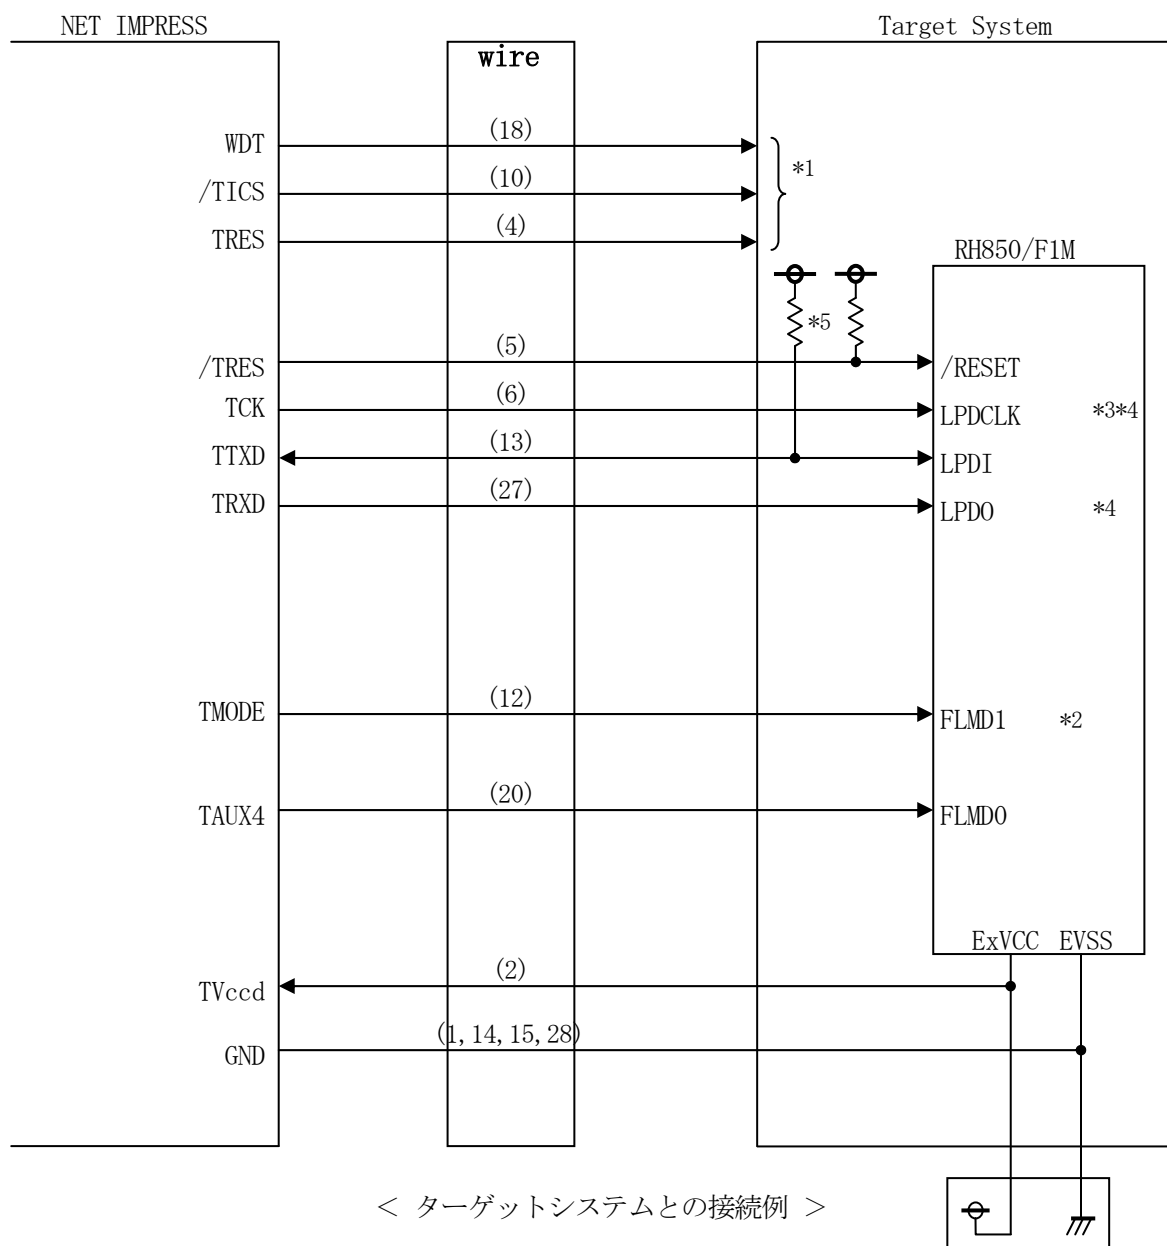 NET IMPRESS
wire
Target System
WDT (18)
/TICS (10) *1
TRES (4)
RH850/F1M
*5
/TRES (5) /RESET
TCK (6) LPDCLK *3*4
TTXD (13) LPDI
TRXD (27) LPDO *4
TMODE (12) FLMD1 *2
TAUX4 (20) FLMD0
ExVCC EVSS
TVccd (2)
GND (1,14,15,28)
< ターゲットシステムとの接続例 >